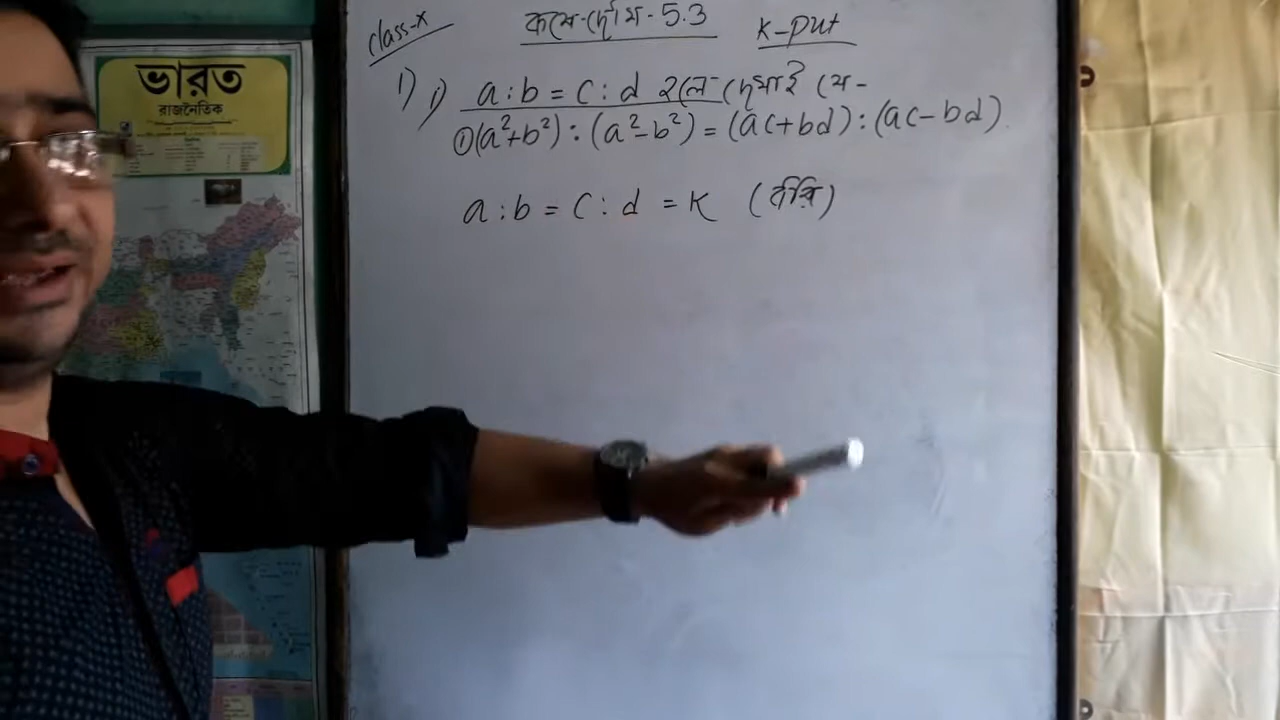 class-x
কষে দেখি - 5.3
K-put
1) i) a : b = c : d হলে দেখাই যে -
① (a²+b²) : (a²-b²) = (ac+bd) : (ac-bd)
a : b = c : d = K (ধরি)
ভারত
রাজনৈতিক